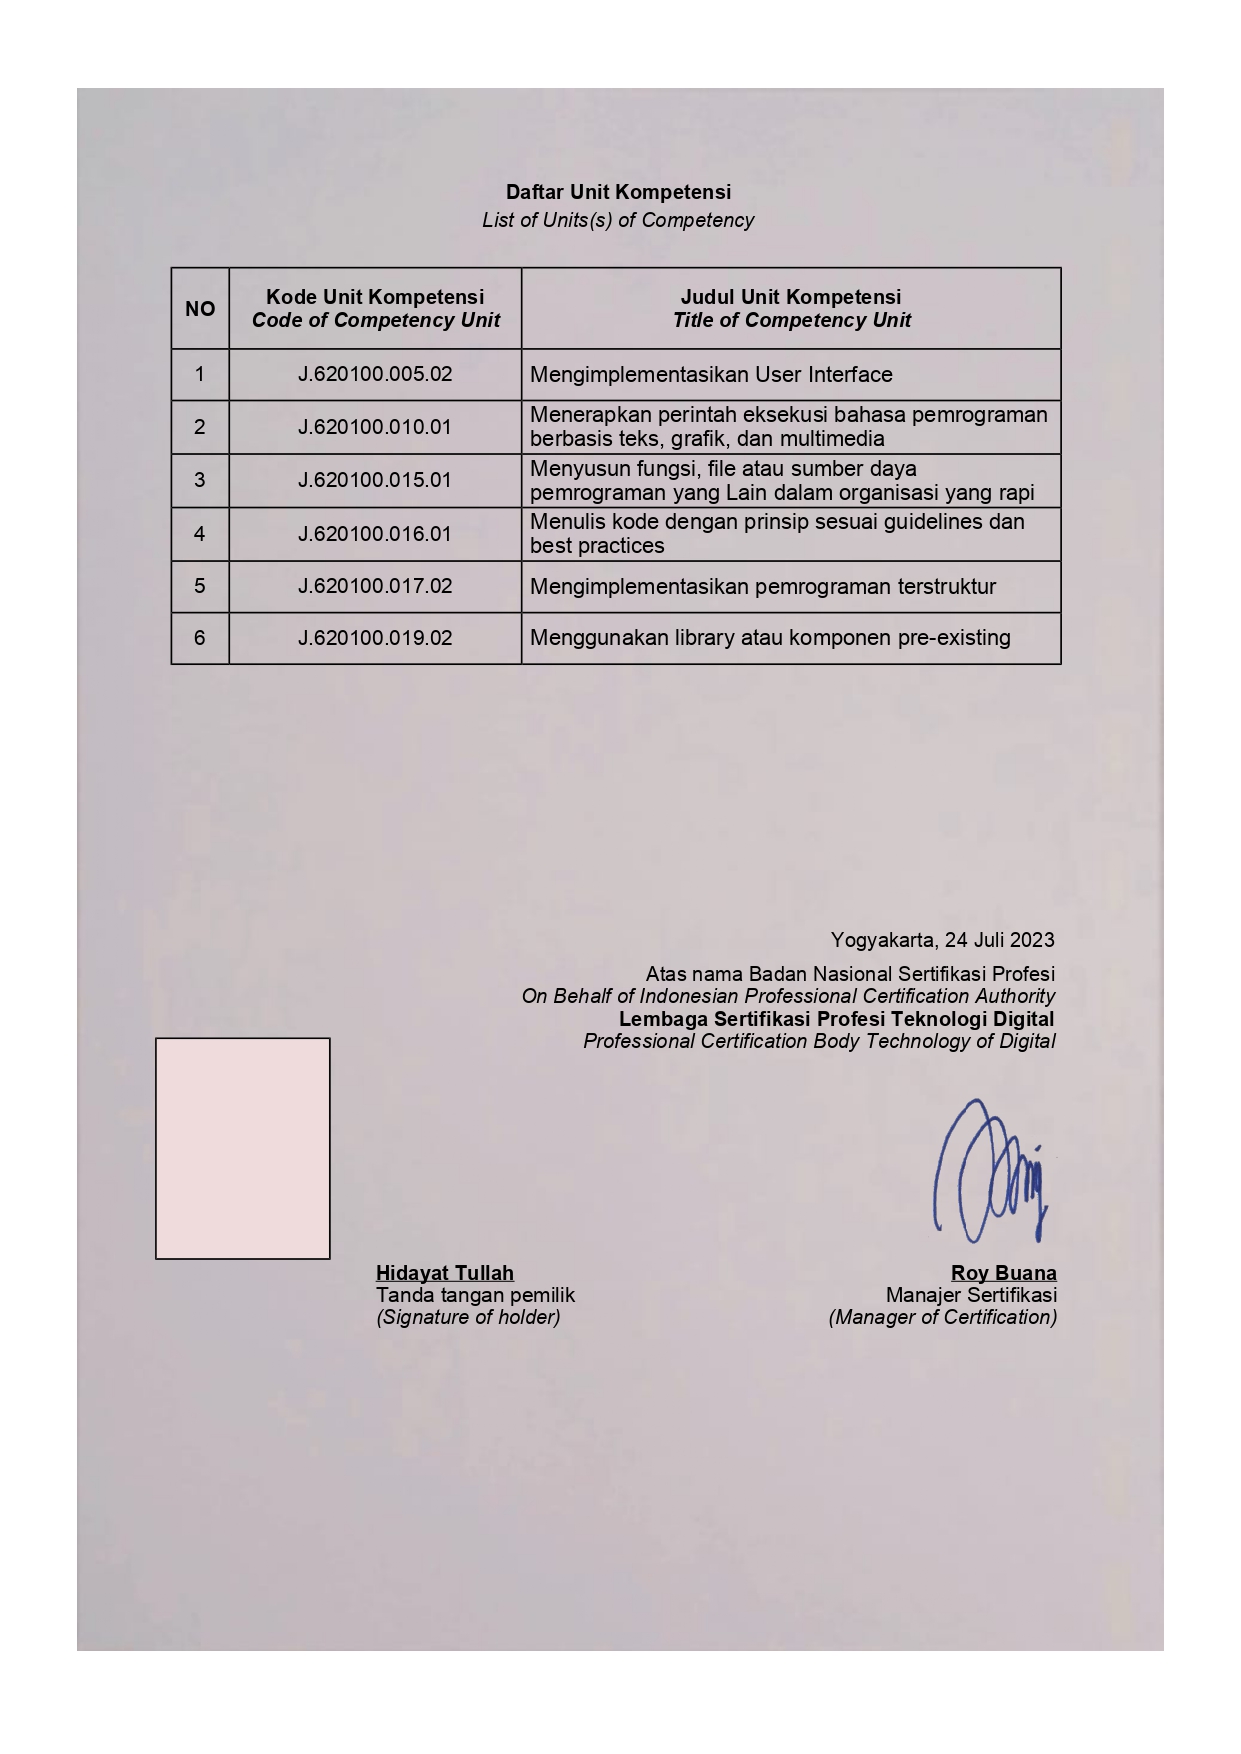 Daftar Unit Kompetensi
List of Units(s) of Competency
NO
Kode Unit Kompetensi
Code of Competency Unit
Judul Unit Kompetensi
Title of Competency Unit
1 J.620100.005.02 Mengimplementasikan User Interface
2 J.620100.010.01 Menerapkan perintah eksekusi bahasa pemrograman
berbasis teks, grafik, dan multimedia
3 J.620100.015.01 Menyusun fungsi, file atau sumber daya
pemrograman yang Lain dalam organisasi yang rapi
4 J.620100.016.01 Menulis kode dengan prinsip sesuai guidelines dan
best practices
5 J.620100.017.02 Mengimplementasikan pemrograman terstruktur
6 J.620100.019.02 Menggunakan library atau komponen pre-existing
Yogyakarta, 24 Juli 2023
Atas nama Badan Nasional Sertifikasi Profesi
On Behalf of Indonesian Professional Certification Authority
Lembaga Sertifikasi Profesi Teknologi Digital
Professional Certification Body Technology of Digital
Hidayat Tullah
Tanda tangan pemilik
(Signature of holder)
Roy Buana
Manajer Sertifikasi
(Manager of Certification)